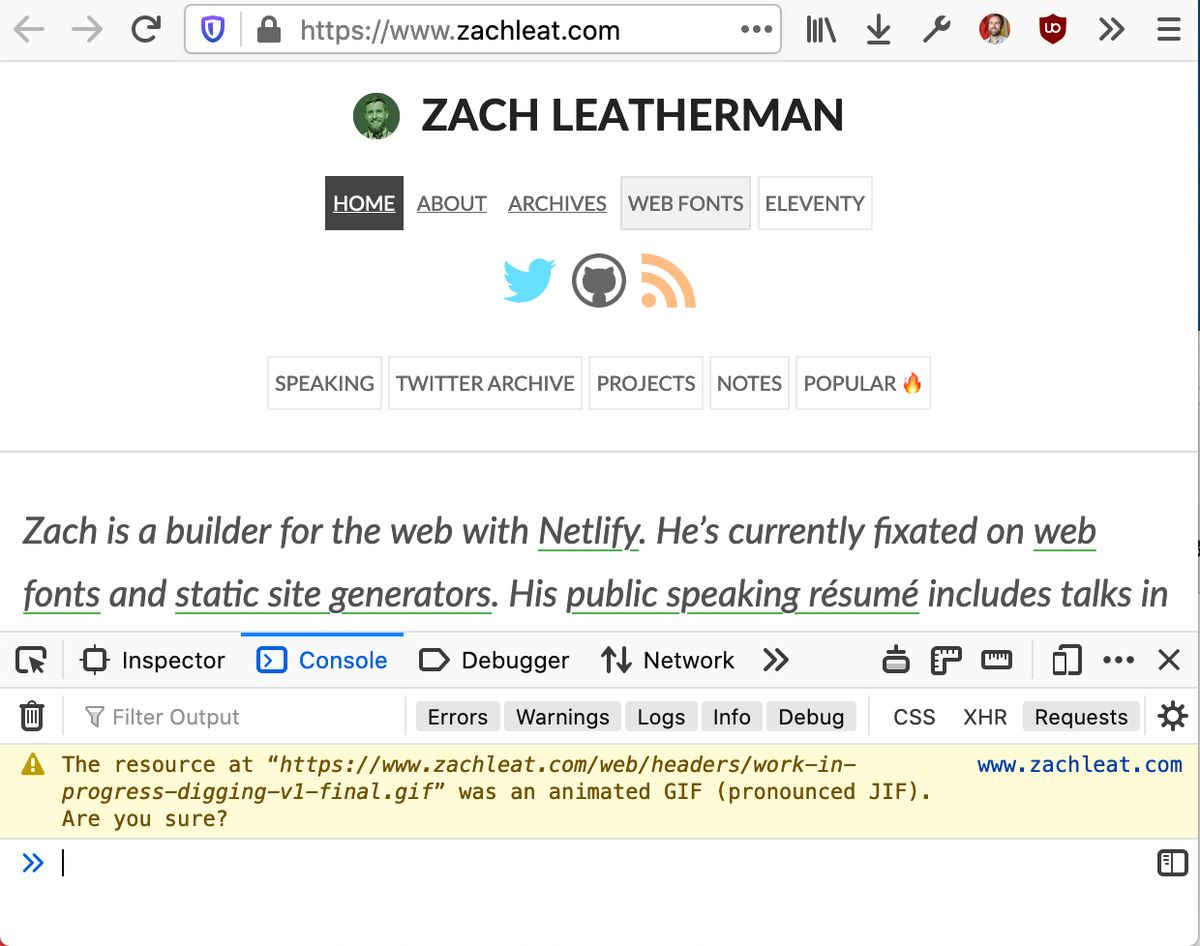 https://www.zachleat.com
ZACH LEATHERMAN
HOME ABOUT ARCHIVES WEB FONTS ELEVENTY
SPEAKING TWITTER ARCHIVE PROJECTS NOTES POPULAR 🔥
Zach is a builder for the web with Netlify. He’s currently fixated on web
fonts and static site generators. His public speaking résumé includes talks in
Inspector Console Debugger Network
Filter Output Errors Warnings Logs Info Debug CSS XHR Requests
The resource at “https://www.zachleat.com/web/headers/work-in- www.zachleat.com
progress-digging-v1-final.gif” was an animated GIF (pronounced JIF).
Are you sure?